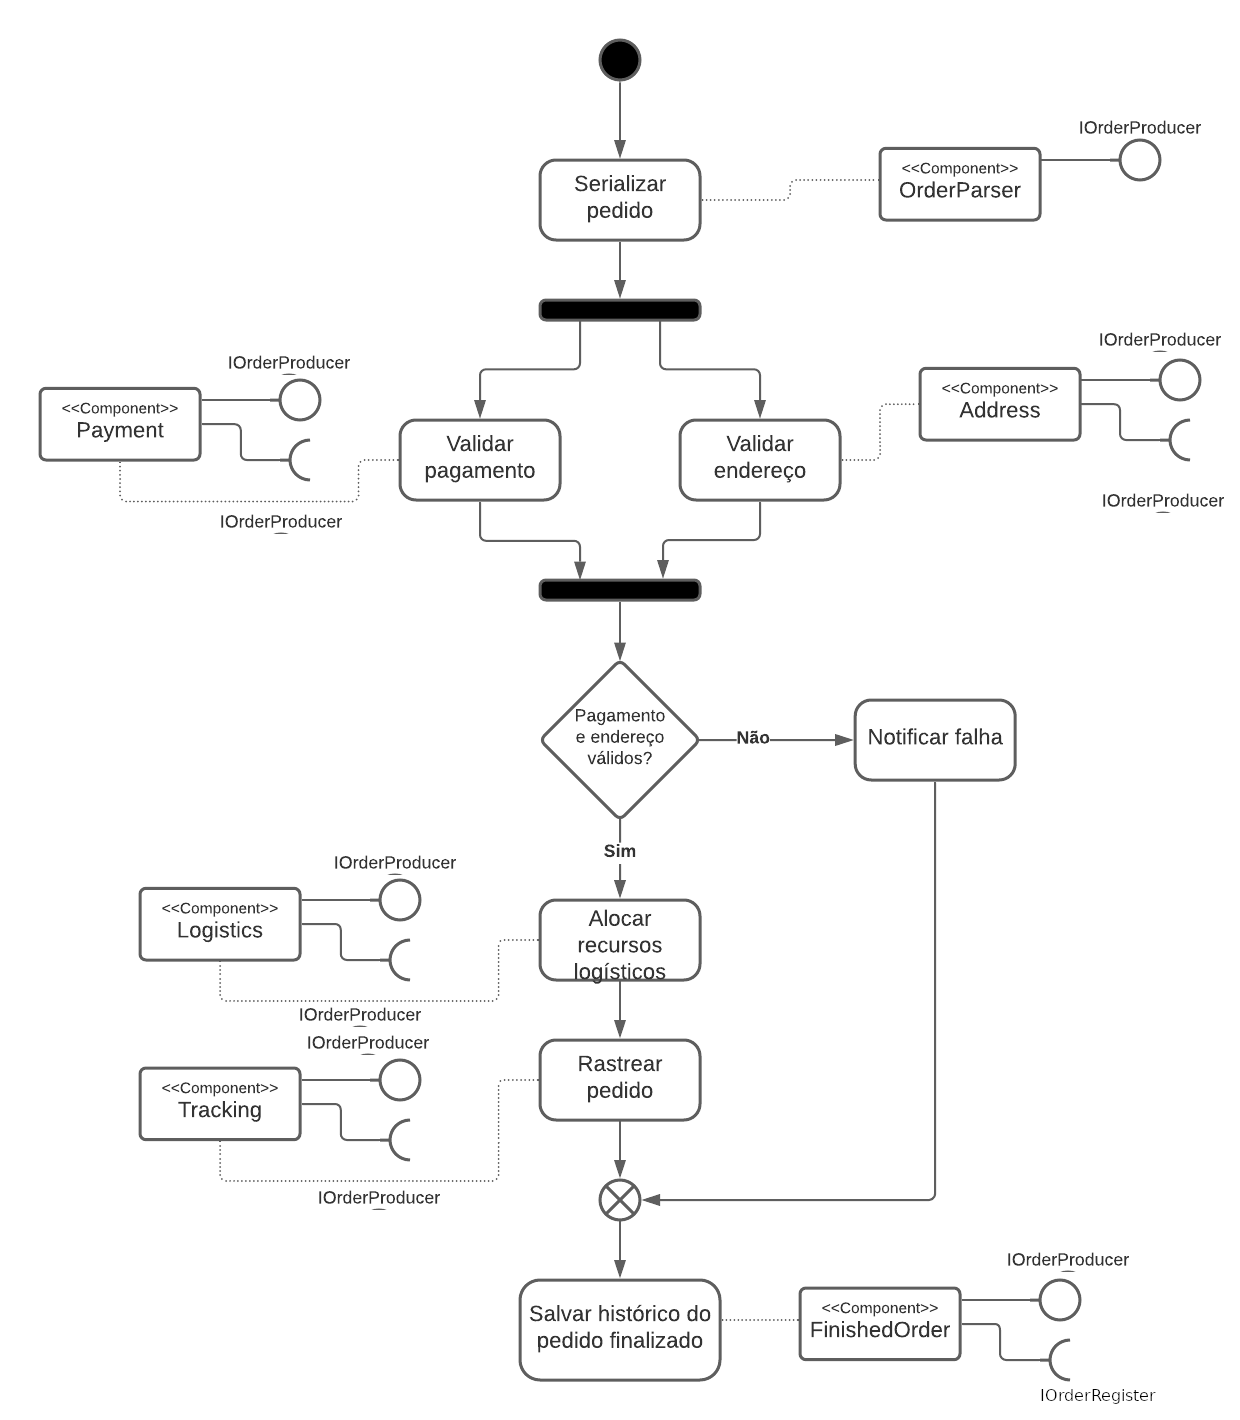 IOrderProducer
Serializar
pedido
<<Component>>
OrderParser
IOrderProducer
IOrderProducer
<<Component>>
Payment
<<Component>>
Address
Validar
pagamento
Validar
endereço
IOrderProducer
IOrderProducer
Pagamento
e endereço
válidos?
Não
Notificar falha
Sim
IOrderProducer
<<Component>>
Logistics
Alocar
recursos
logísticos
IOrderProducer
IOrderProducer
<<Component>>
Tracking
Rastrear
pedido
IOrderProducer
IOrderProducer
Salvar histórico do
pedido finalizado
<<Component>>
FinishedOrder
IOrderRegister